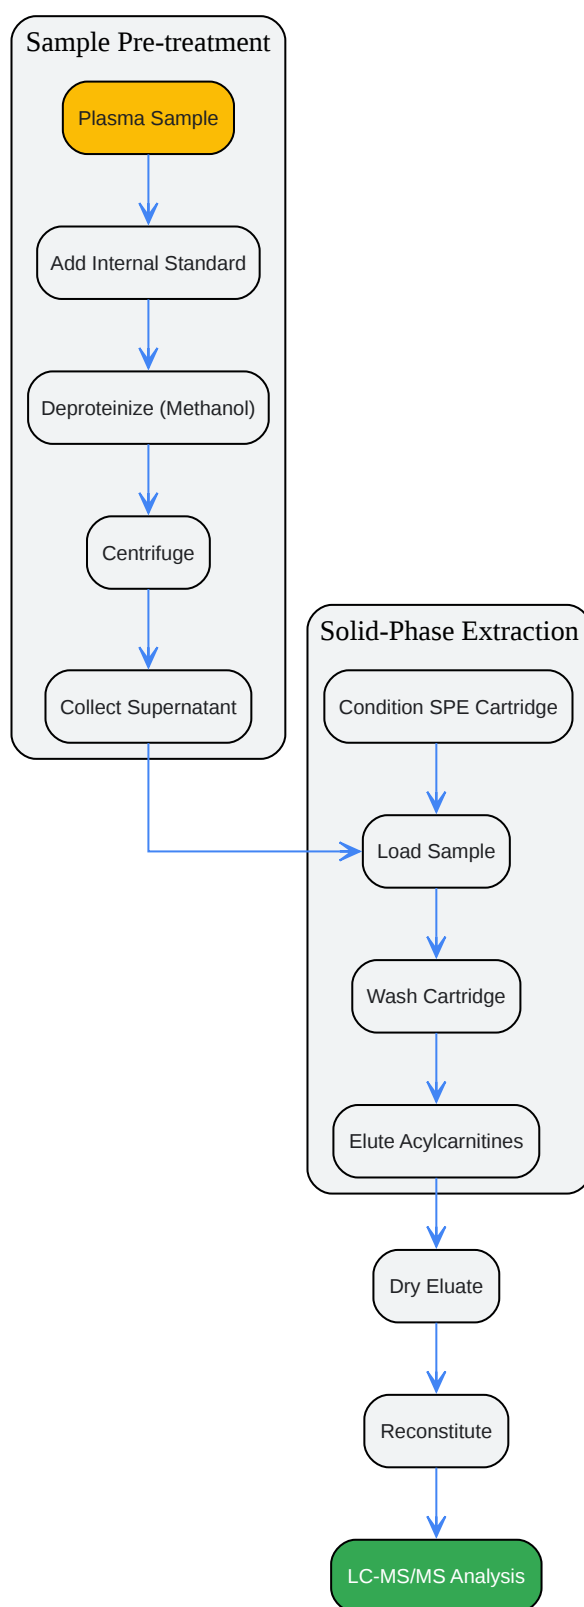 Sample Pre-treatment
Plasma Sample
Add Internal Standard
Deproteinize (Methanol)
Centrifuge
Collect Supernatant
Solid-Phase Extraction
Condition SPE Cartridge
Load Sample
Wash Cartridge
Elute Acylcarnitines
Dry Eluate
Reconstitute
LC-MS/MS Analysis